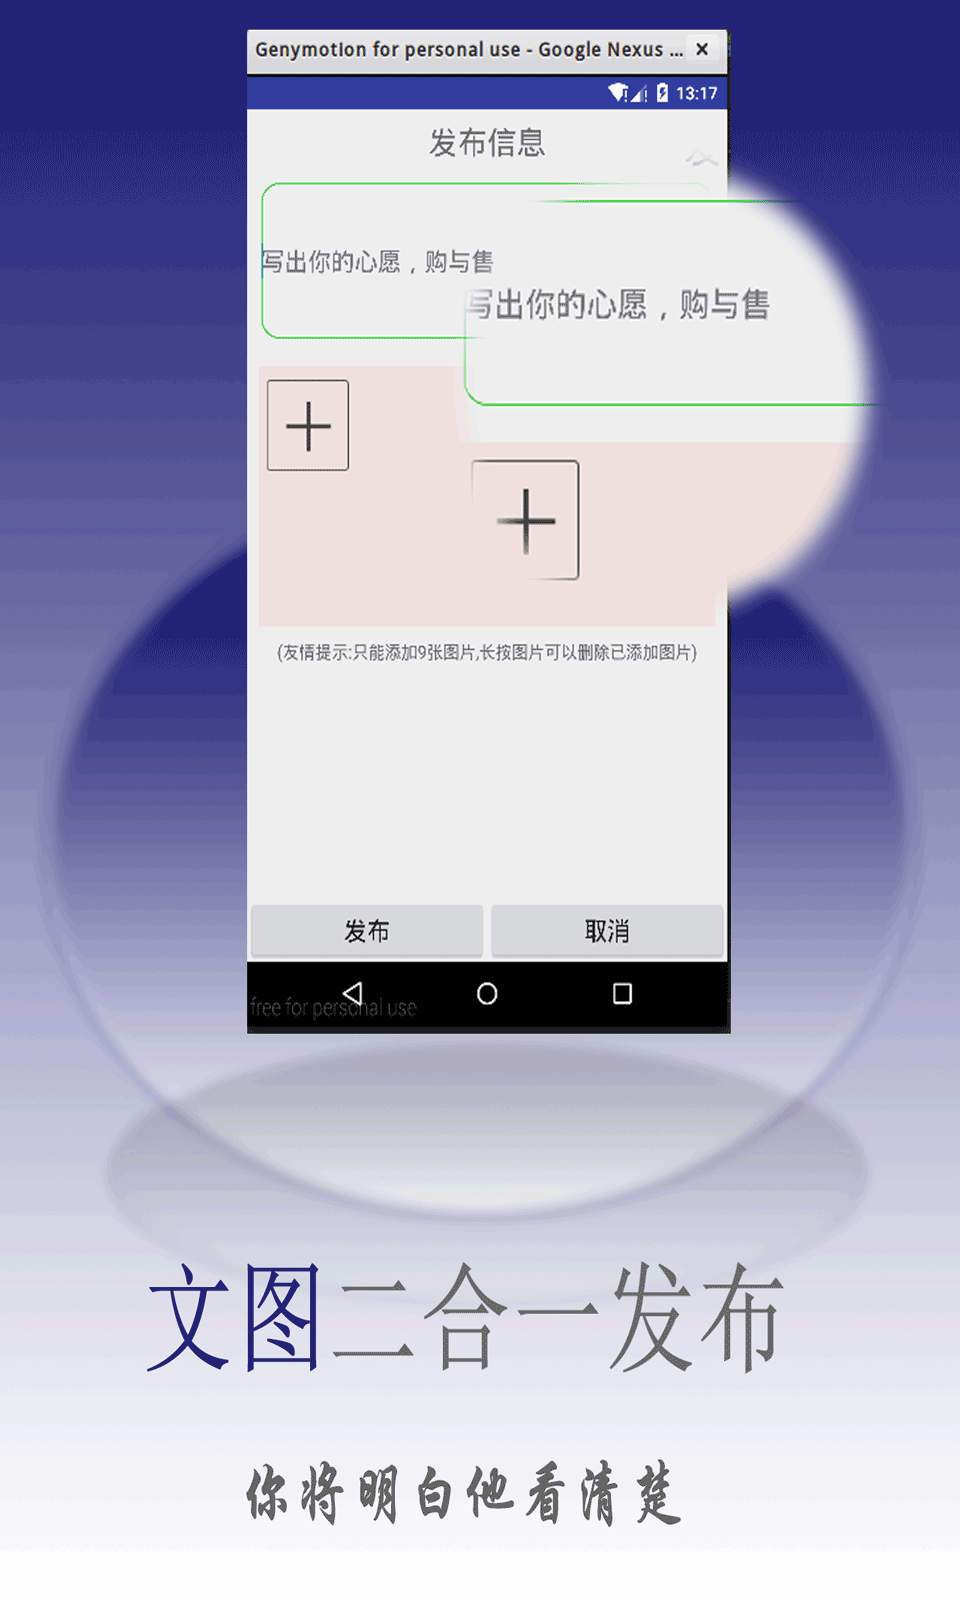 Genymotion for personal use - Google Nexus ...
13:17
发布信息
写出你的心愿，购与售
写出你的心愿，购与售
(友情提示:只能添加9张图片,长按图片可以删除已添加图片)
发布
取消
free for personal use
文图二合一发布
你将明白他看清楚